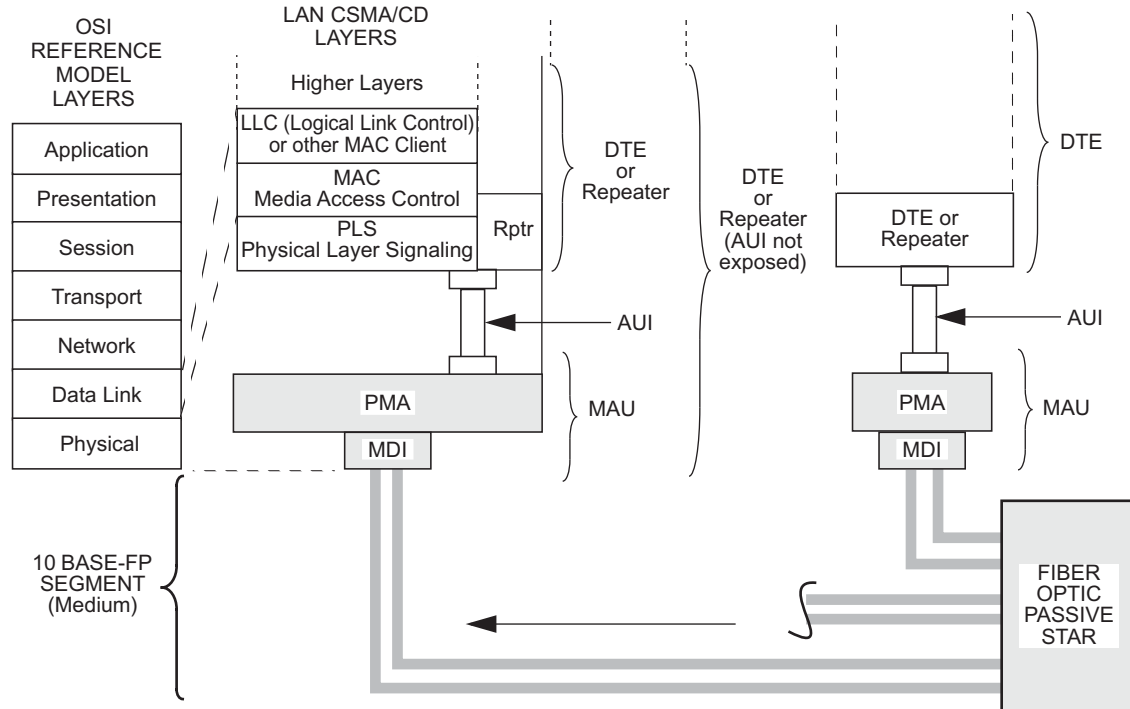 OSI
REFERENCE
MODEL
LAYERS
Application
Presentation
Session
Transport
Network
Data Link
Physical
LAN CSMA/CD
LAYERS
Higher Layers
LLC (Logical Link Control)
or other MAC Client
MAC
Media Access Control
PLS
Physical Layer Signaling
Rptr
DTE
or
Repeater
AUI
PMA
MDI
MAU
DTE
or
Repeater
(AUI not
exposed)
DTE
DTE or
Repeater
AUI
PMA
MDI
MAU
10 BASE-FP
SEGMENT
(Medium)
FIBER
OPTIC
PASSIVE
STAR